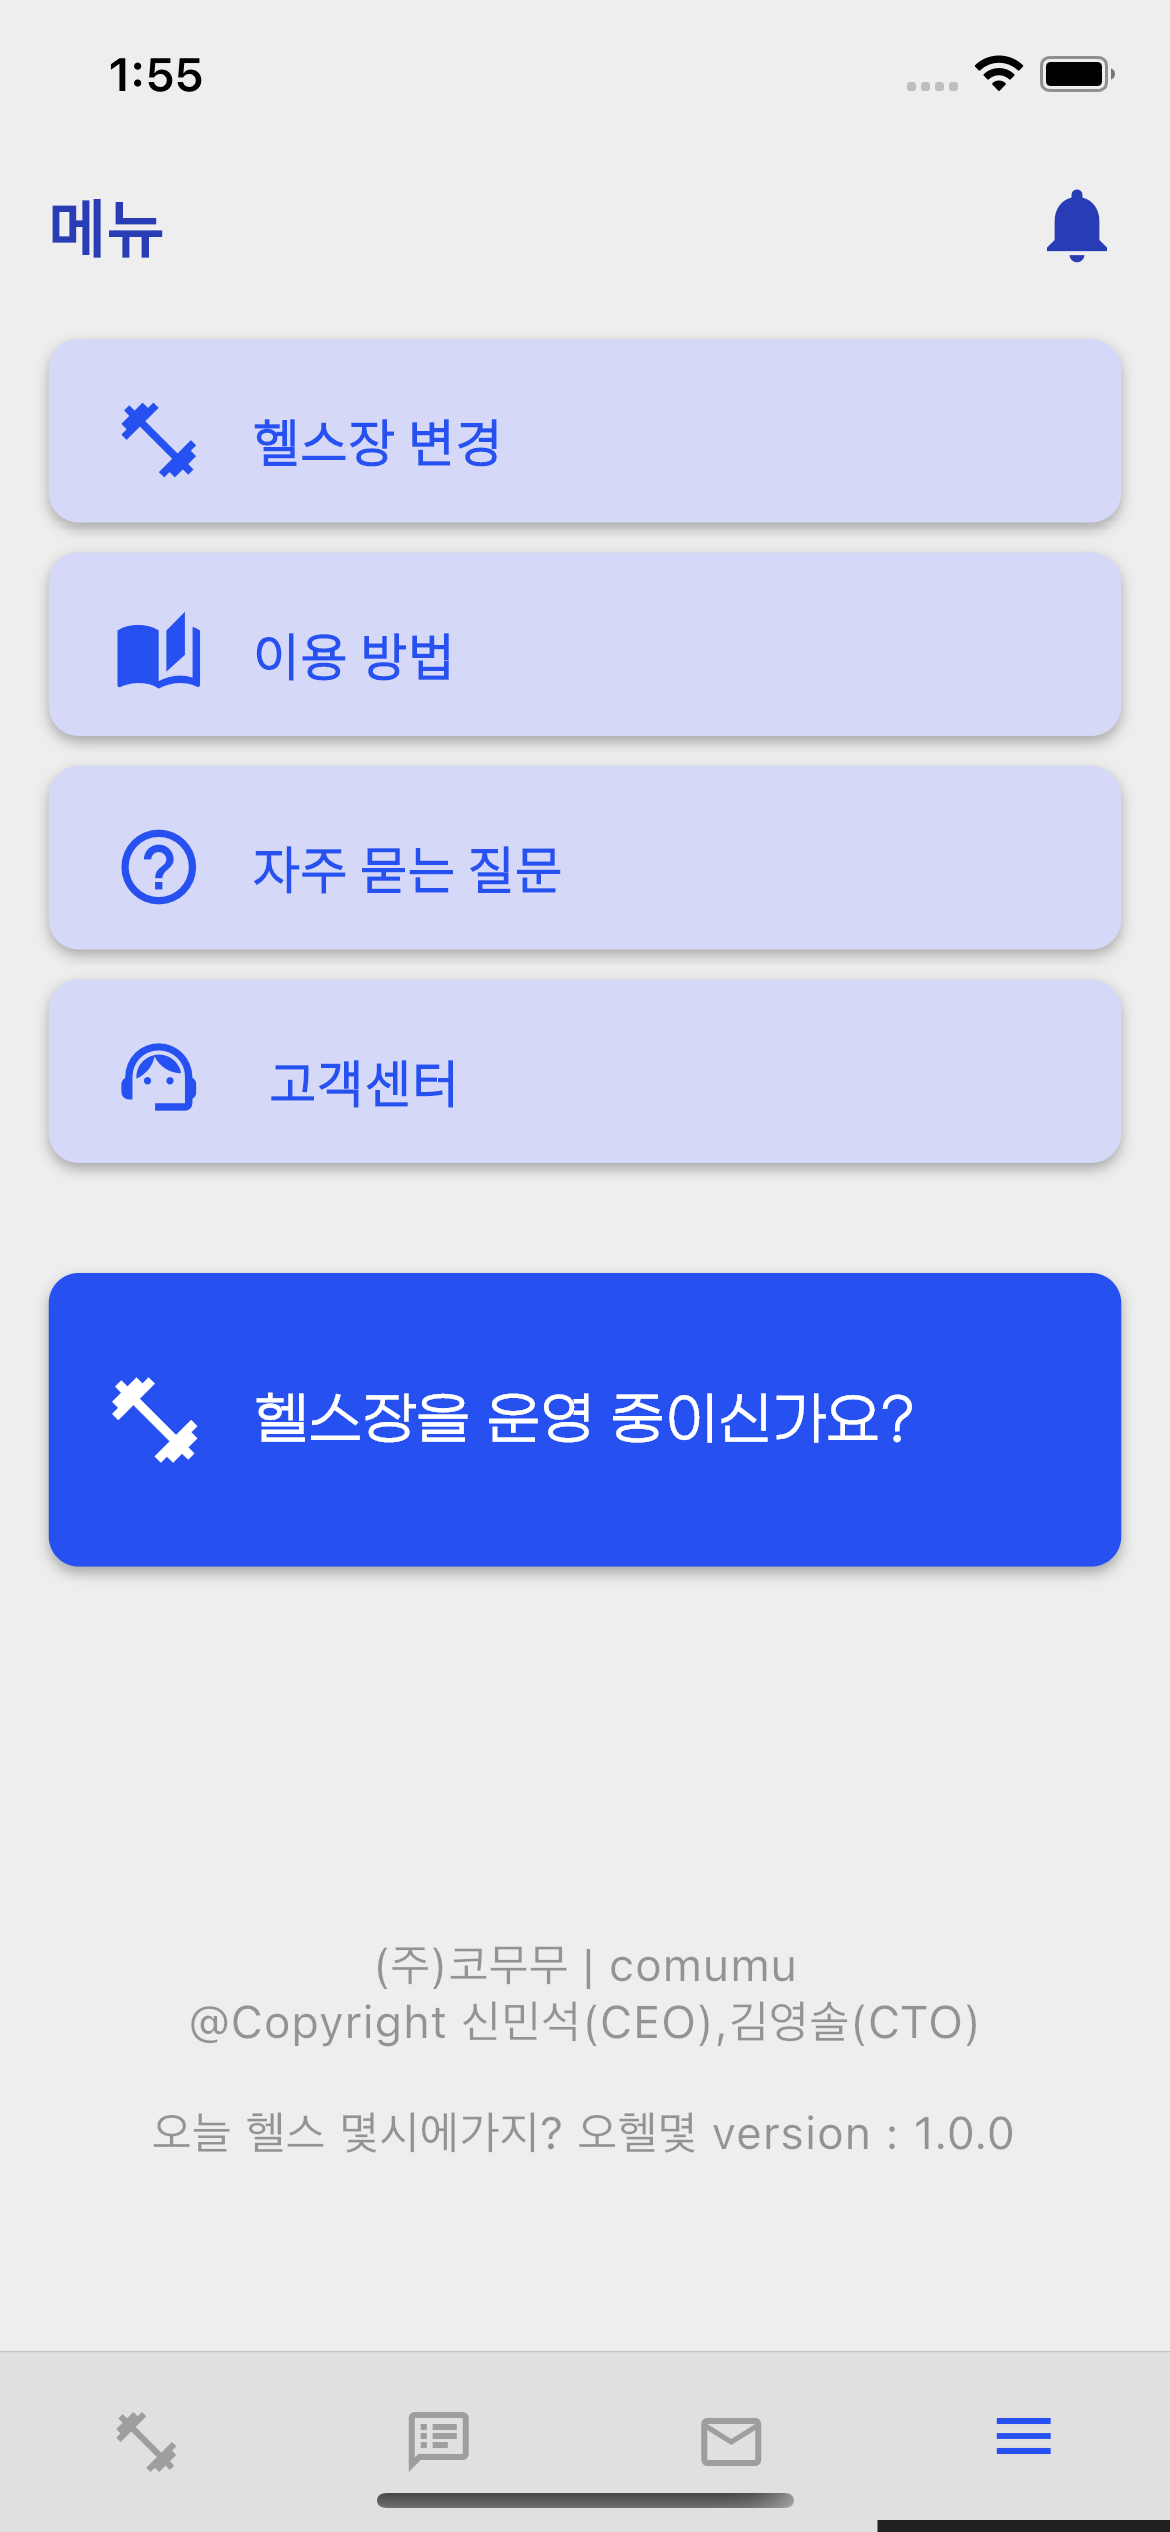 1:55
메뉴
헬스장 변경
이용 방법
자주 묻는 질문
고객센터
헬스장을 운영 중이신가요?
(주)코무무 | comumu
@Copyright 신민석(CEO),김영솔(CTO)
오늘 헬스 몇시에가지? 오헬몇 version : 1.0.0